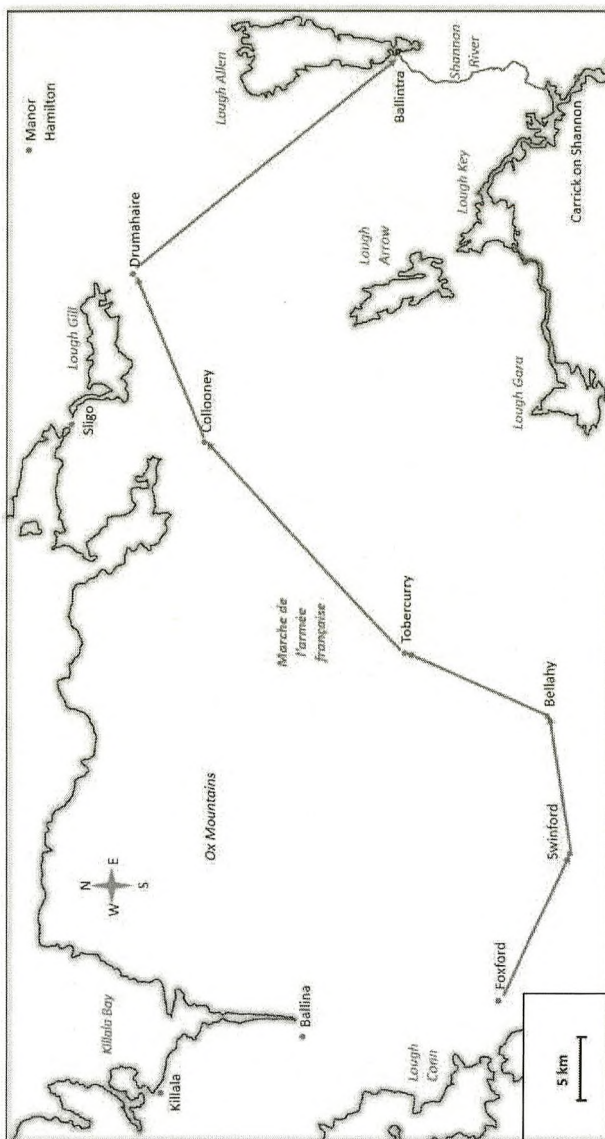 Manor
Hamilton
Lough Allen
Drumahaire
Lough Gill
Sligo
Ballintra
Shannon
River
Lough
Arrow
Lough Key
Carrick on Shannon
Collooney
Lough Gara
Marche de
l'armée
française
Tobercurry
Bellahy
Ox Mountains
N
W
E
S
Swinford
Killala Bay
Killala
Ballina
Foxford
Lough
Conn
5 km